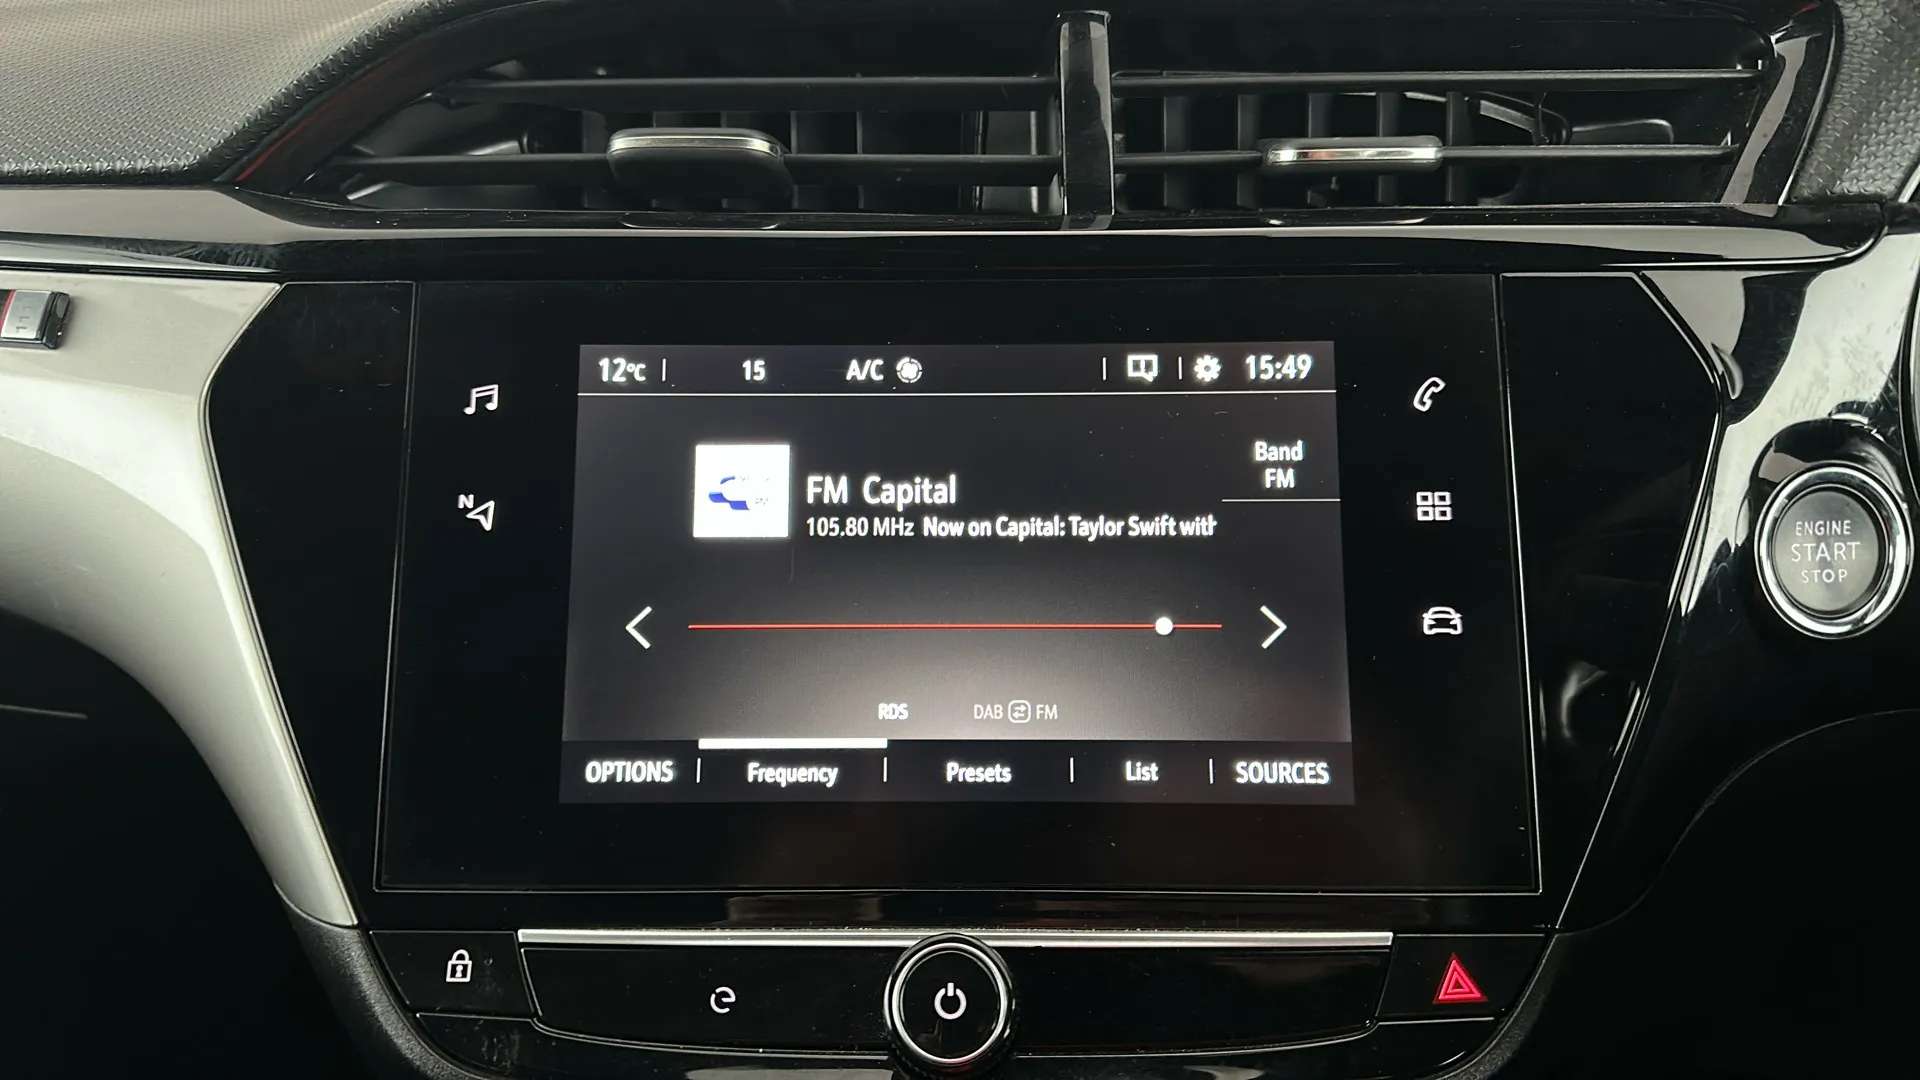 12°C | 15 A/C 15:49
Band
FM
FM Capital
105.80 MHz Now on Capital: Taylor Swift with
RDS DAB FM
OPTIONS | Frequency | Presets | List | SOURCES
N
ENGINE
START
STOP